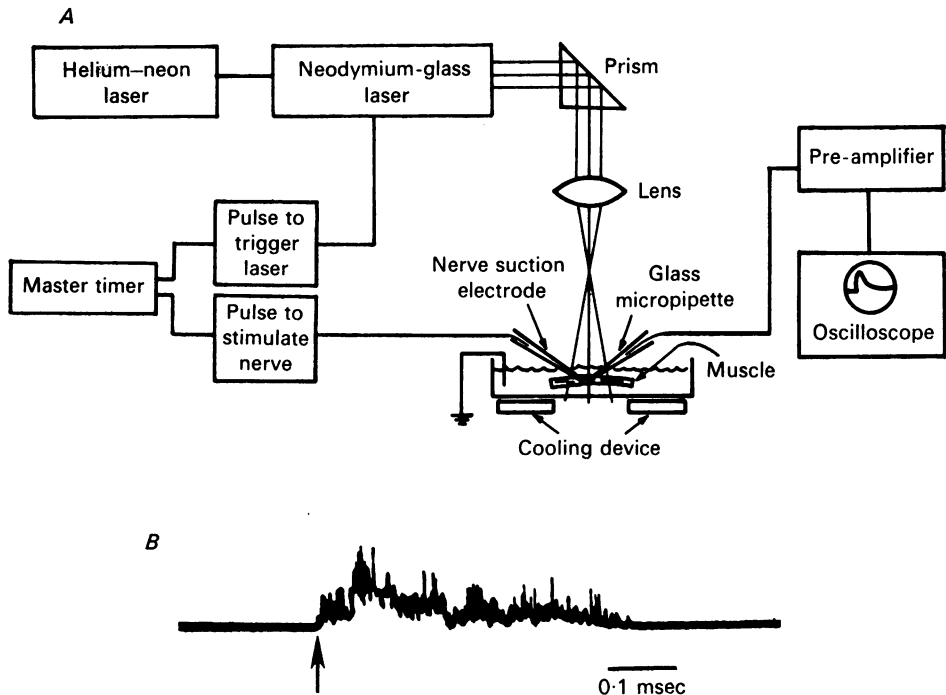 A
Helium–neon
laser
Neodymium-glass
laser
Prism
Pre-amplifier
Lens
Pulse to
trigger
laser
Master timer
Nerve suction
electrode
Glass
micropipette
Pulse to
stimulate
nerve
Oscilloscope
Muscle
Cooling device
B
0·1 msec